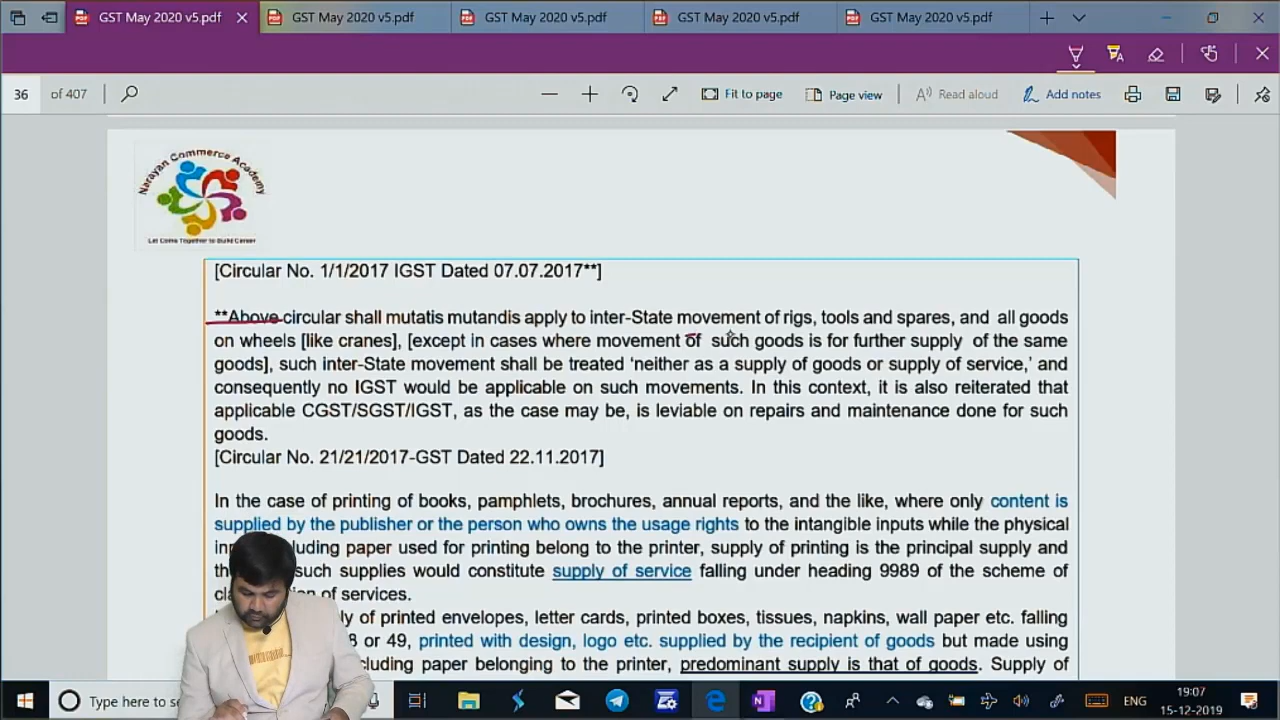 GST May 2020 v5.pdf GST May 2020 v5.pdf GST May 2020 v5.pdf GST May 2020 v5.pdf GST May 2020 v5.pdf
36 of 407 Fit to page Page view Read aloud Add notes
Narayan Commerce Academy
Let Come Together to Build Career
[Circular No. 1/1/2017 IGST Dated 07.07.2017**]
**Above circular shall mutatis mutandis apply to inter-State movement of rigs, tools and spares, and all goods
on wheels [like cranes], [except in cases where movement of such goods is for further supply of the same
goods], such inter-State movement shall be treated ‘neither as a supply of goods or supply of service,’ and
consequently no IGST would be applicable on such movements. In this context, it is also reiterated that
applicable CGST/SGST/IGST, as the case may be, is leviable on repairs and maintenance done for such
goods.
[Circular No. 21/21/2017-GST Dated 22.11.2017]
In the case of printing of books, pamphlets, brochures, annual reports, and the like, where only content is
supplied by the publisher or the person who owns the usage rights to the intangible inputs while the physical
paper used for printing belong to the printer, supply of printing is the principal supply and
such supplies would constitute supply of service falling under heading 9989 of the scheme of
of services.
of printed envelopes, letter cards, printed boxes, tissues, napkins, wall paper etc. falling
or 49, printed with design, logo etc. supplied by the recipient of goods but made using
paper belonging to the printer, predominant supply is that of goods. Supply of
Type here to ENG 19:07
15-12-2019